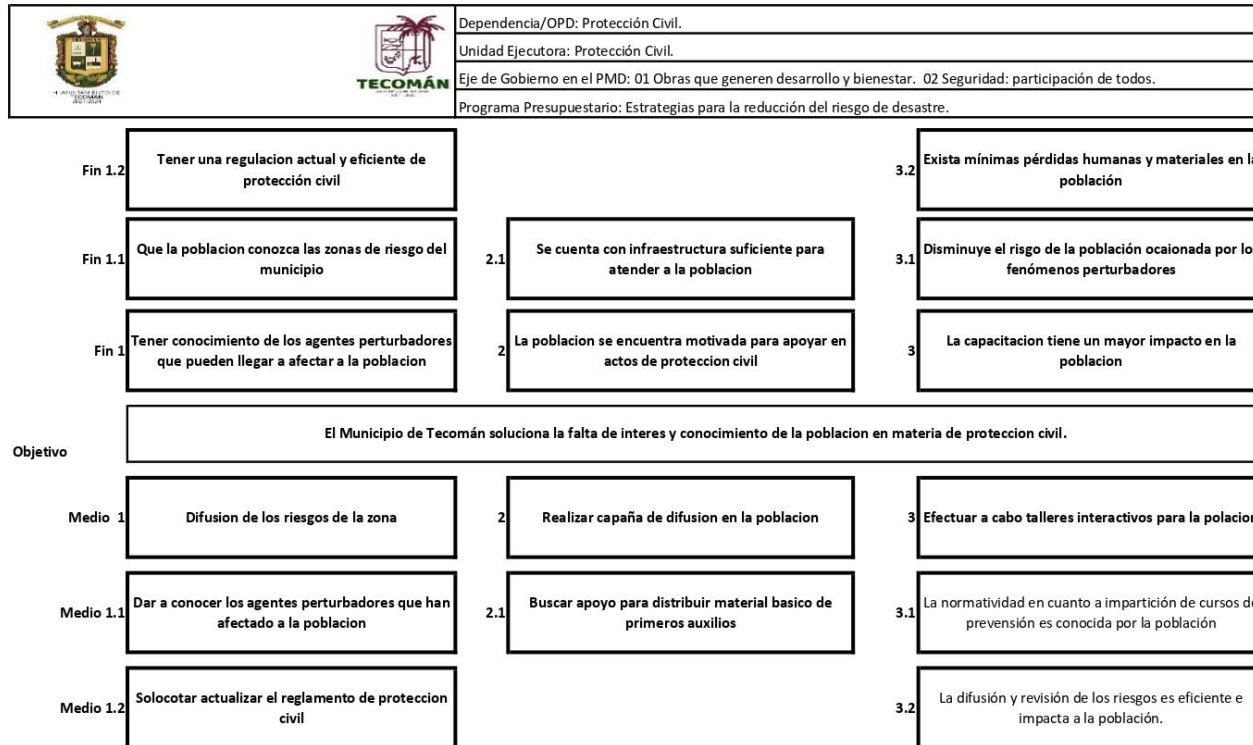 Dependencia/OPD: Protección Civil.
Unidad Ejecutora: Protección Civil.
Eje de Gobierno en el PMD: 01 Obras que generen desarrollo y bienestar. 02 Seguridad: participación de todos.
Programa Presupuestario: Estrategias para la reducción del riesgo de desastre.
H. AYUNTAMIENTO DE
TECOMÁN
2021-2024
TECOMÁN
Fin 1.2
Tener una regulacion actual y eficiente de
protección civil
3.2
Exista mínimas pérdidas humanas y materiales en la
población
Fin 1.1
Que la poblacion conozca las zonas de riesgo del
municipio
2.1
Se cuenta con infraestructura suficiente para
atender a la poblacion
3.1
Disminuye el risgo de la población ocaionada por lo
fenómenos perturbadores
Fin 1
Tener conocimiento de los agentes perturbadores
que pueden llegar a afectar a la poblacion
2
La poblacion se encuentra motivada para apoyar en
actos de proteccion civil
3
La capacitacion tiene un mayor impacto en la
poblacion
Objetivo
El Municipio de Tecomán soluciona la falta de interes y conocimiento de la poblacion en materia de proteccion civil.
Medio 1
Difusion de los riesgos de la zona
2
Realizar capaña de difusion en la poblacion
3
Efectuar a cabo talleres interactivos para la polacion
Medio 1.1
Dar a conocer los agentes perturbadores que han
afectado a la poblacion
2.1
Buscar apoyo para distribuir material basico de
primeros auxilios
3.1
La normatividad en cuanto a impartición de cursos de
prevensión es conocida por la población
Medio 1.2
Solocotar actualizar el reglamento de proteccion
civil
3.2
La difusión y revisión de los riesgos es eficiente e
impacta a la población.